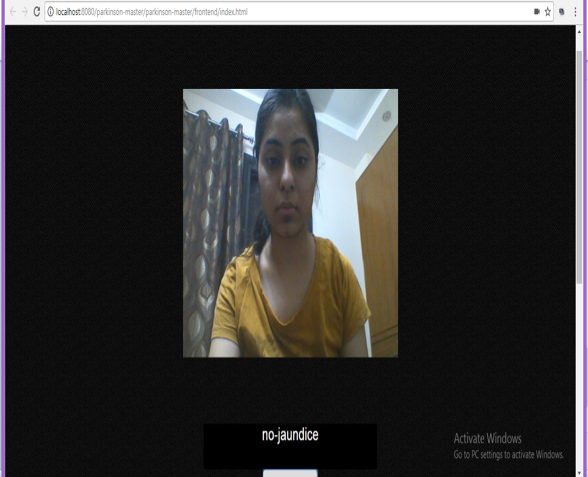 localhost:8080/parkinson-master/parkinson-master/frontend/index.html
no-jaundice
Activate Windows
Go to PC settings to activate Windows.